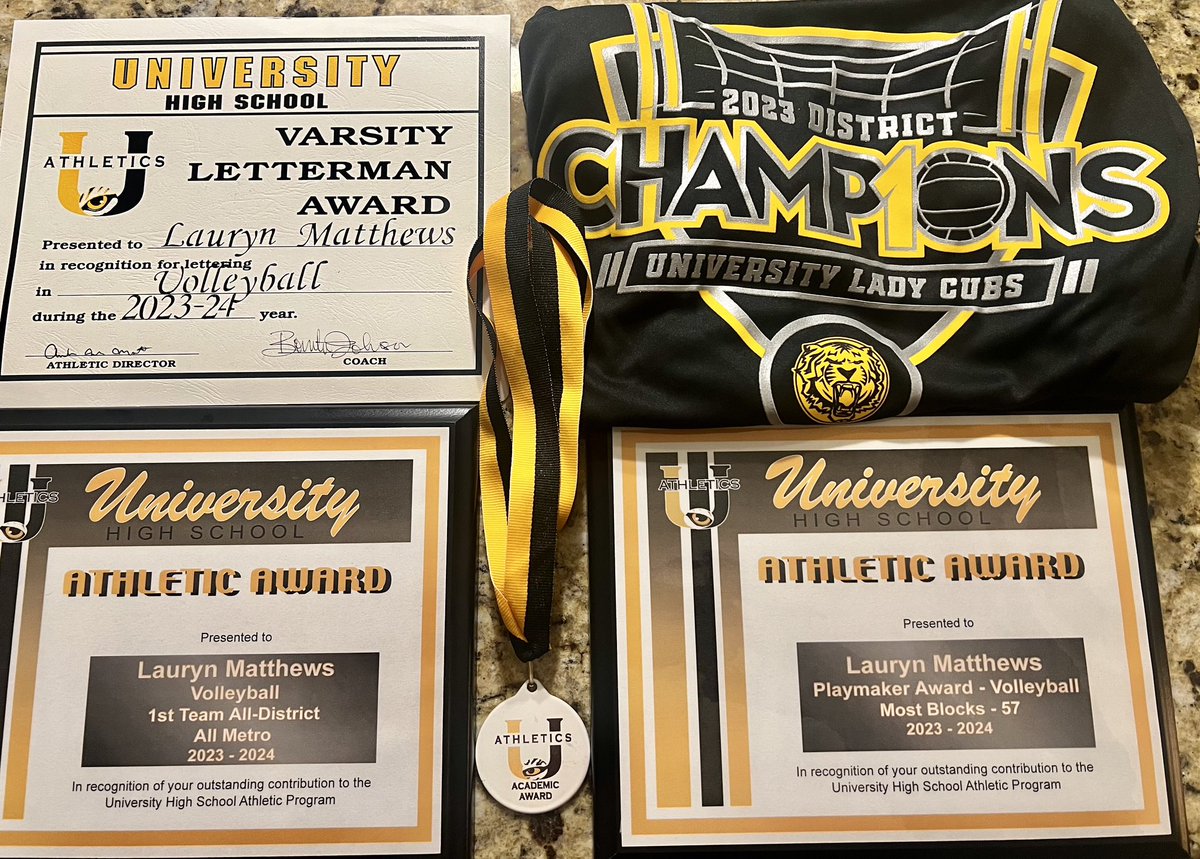 UNIVERSITY
HIGH SCHOOL
U
ATHLETICS
VARSITY
LETTERMAN
AWARD
Presented to Lauryn Matthews
in recognition for lettering
in Volleyball
during the 2023-24 year.
ATHLETIC DIRECTOR
COACH
2023 DISTRICT
CHAMP10NS
UNIVERSITY LADY CUBS
ATHLETICS
U
University
HIGH SCHOOL
ATHLETIC AWARD
Presented to
Lauryn Matthews
Volleyball
1st Team All-District
All Metro
2023 - 2024
In recognition of your outstanding contribution to the
University High School Athletic Program
U
ATHLETICS
ACADEMIC
AWARD
U
ATHLETICS
University
HIGH SCHOOL
ATHLETIC AWARD
Presented to
Lauryn Matthews
Playmaker Award - Volleyball
Most Blocks - 57
2023 - 2024
In recognition of your outstanding contribution to the
University High School Athletic Program